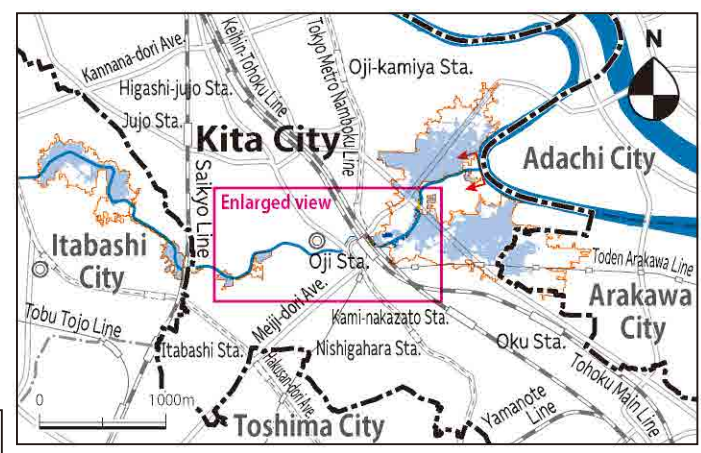 N
Kannana-dori Ave.
Keihin-Tohoku Line
Tokyo Metro Namboku Line
Oji-kamiya Sta.
Higashi-jujo Sta.
Jujo Sta.
Kita City
Adachi City
Saikyo Line
Enlarged view
Itabashi
City
Oji Sta.
Toden Arakawa Line
Meiji-dori Ave.
Arakawa
City
Tobu Tojo Line
Kami-nakazato Sta.
Itabashi Sta.
Nishigahara Sta.
Oku Sta.
Hakusan-dori Ave.
Tohoku Main Line
0 1000m
Toshima City
Yamanote
Line